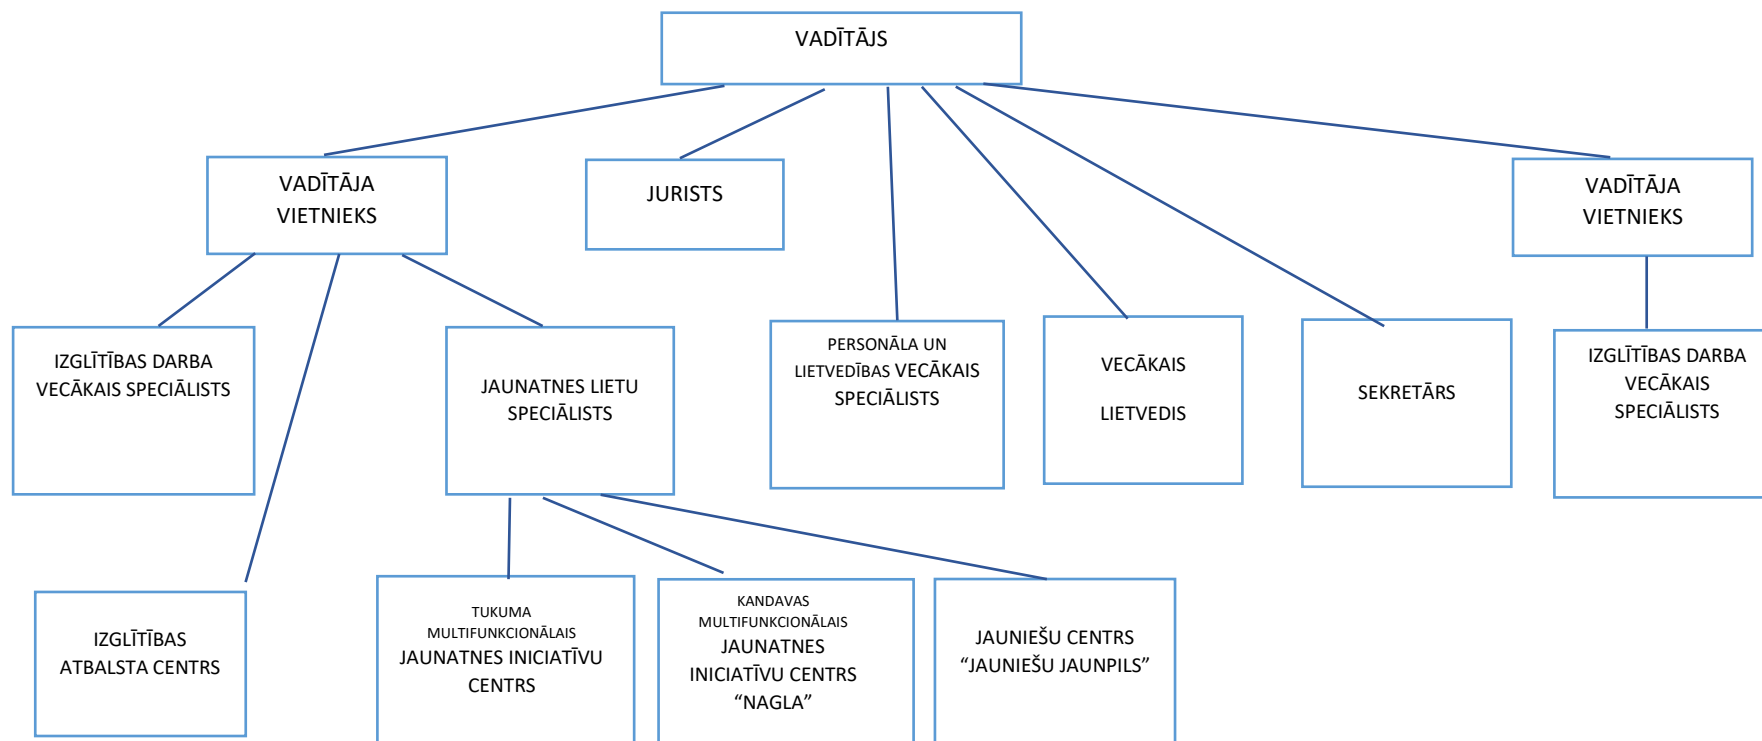 VADĪTĀJS
VADĪTĀJA
VIETNIEKS
JURISTS
VADĪTĀJA
VIETNIEKS
IZGLĪTĪBAS DARBA
VECĀKAIS SPECIĀLISTS
JAUNATNES LIETU
SPECIĀLISTS
PERSONĀLA UN
LIETVEDĪBAS VECĀKAIS
SPECIĀLISTS
VECĀKAIS
LIETVEDIS
SEKRETĀRS
IZGLĪTĪBAS DARBA
VECĀKAIS
SPECIĀLISTS
IZGLĪTĪBAS
ATBALSTA CENTRS
TUKUMA
MULTIFUNKCIONĀLAIS
JAUNATNES INICIATĪVU
CENTRS
KANDAVAS
MULTIFUNKCIONĀLAIS
JAUNATNES
INICIATĪVU CENTRS
“NAGLA”
JAUNIEŠU CENTRS
“JAUNIEŠU JAUNPILS”